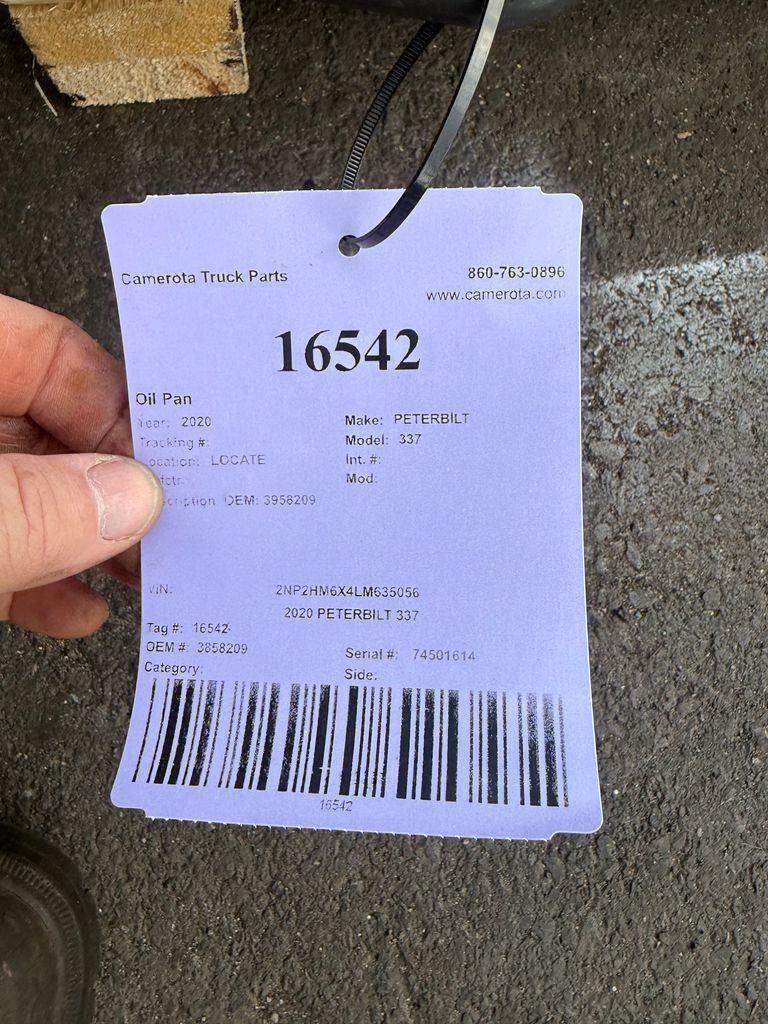 Camerota Truck Parts 860-763-0896
www.camerota.com
16542
Oil Pan
Year: 2020 Make: PETERBILT
Tracking #: Model: 337
Location: LOCATE Int. #:
Mod:
OEM: 3958209
VIN: 2NP2HM6X4LM635056
2020 PETERBILT 337
Tag #: 16542
OEM #: 3858209 Serial #: 74501614
Category: Side:
16542